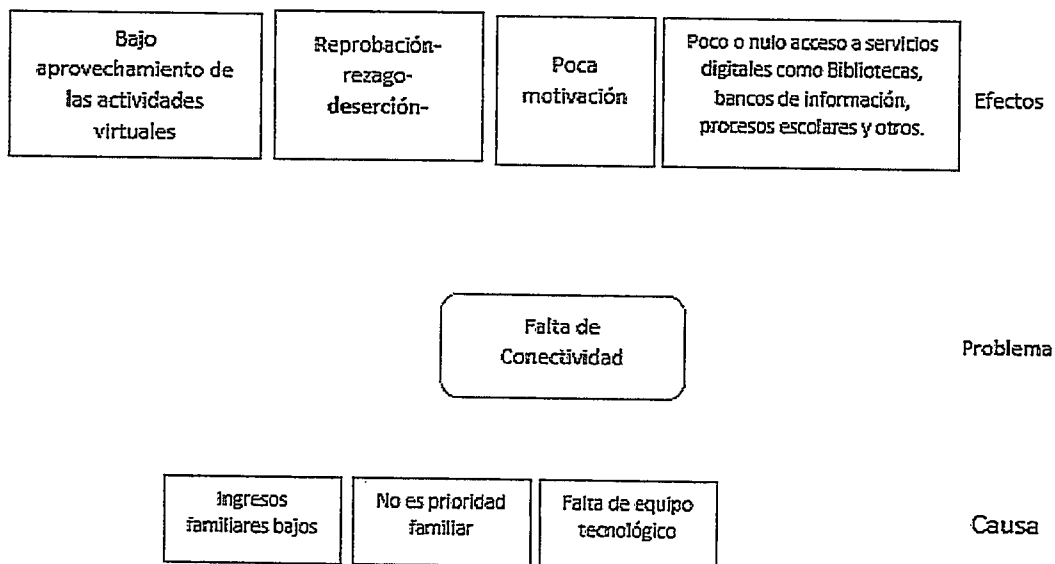 Bajo
aprovechamiento de
las actividades
virtuales
Reprobación-
rezago-
deserción-
Poca
motivación
Poco o nulo acceso a servicios
digitales como Bibliotecas,
bancos de información,
procesos escolares y otros.
Efectos
Falta de
Conectividad
Problema
Ingresos
familiares bajos
No es prioridad
familiar
Falta de equipo
tecnológico
Causa